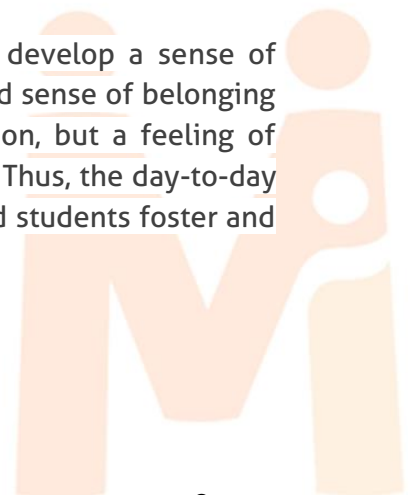 develop a sense of
d sense of belonging
on, but a feeling of
Thus, the day-to-day
d students foster and